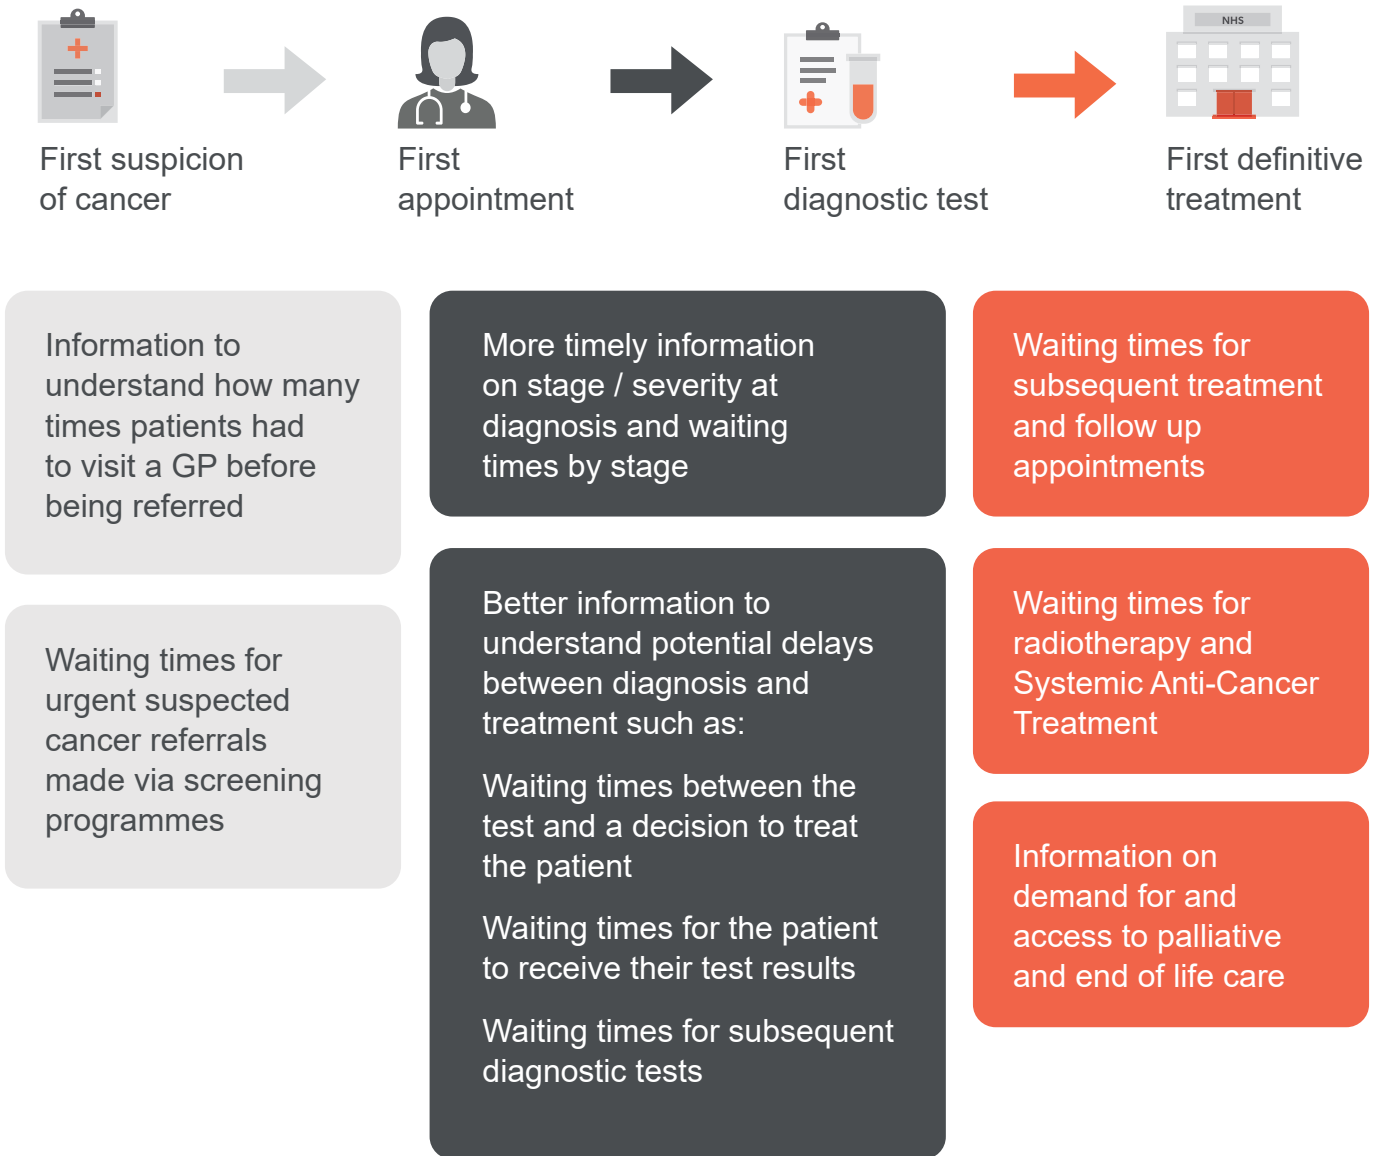 NHS
First suspicion
of cancer
First
appointment
First
diagnostic test
First definitive
treatment
Information to
understand how many
times patients had
to visit a GP before
being referred
Waiting times for
urgent suspected
cancer referrals
made via screening
programmes
More timely information
on stage / severity at
diagnosis and waiting
times by stage
Better information to
understand potential delays
between diagnosis and
treatment such as:
Waiting times between the
test and a decision to treat
the patient
Waiting times for the patient
to receive their test results
Waiting times for subsequent
diagnostic tests
Waiting times for
subsequent treatment
and follow up
appointments
Waiting times for
radiotherapy and
Systemic Anti-Cancer
Treatment
Information on
demand for and
access to palliative
and end of life care